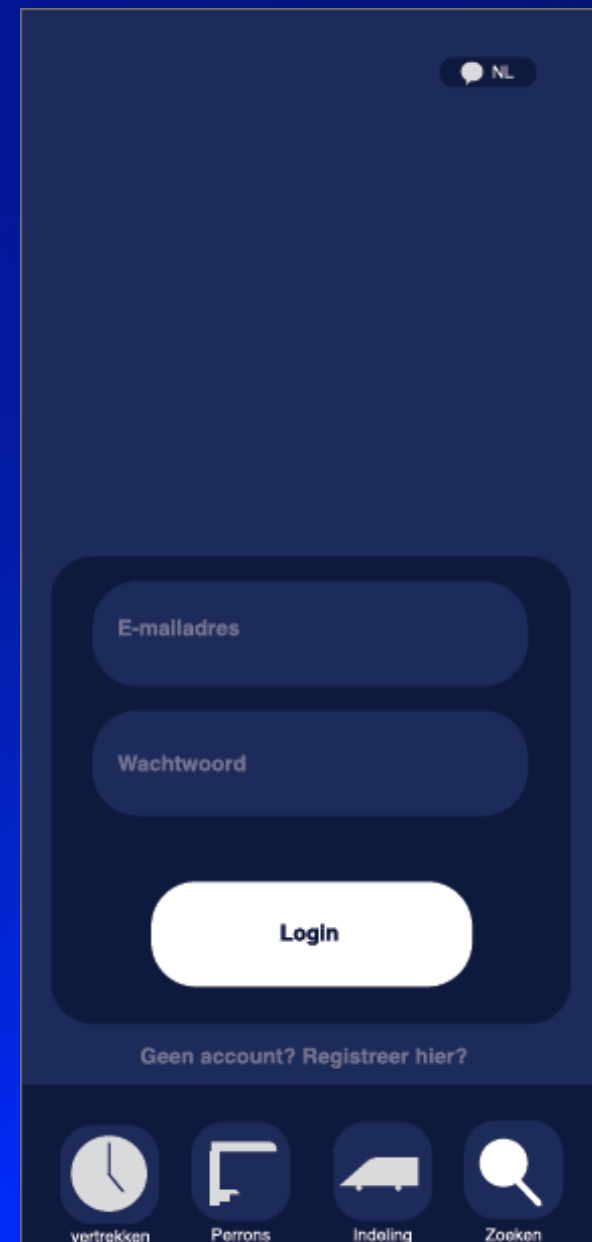 NL
E-mailadres
Wachtwoord
Login
Geen account? Registreer hier?
vertrekken Perrons Indeling Zoeken